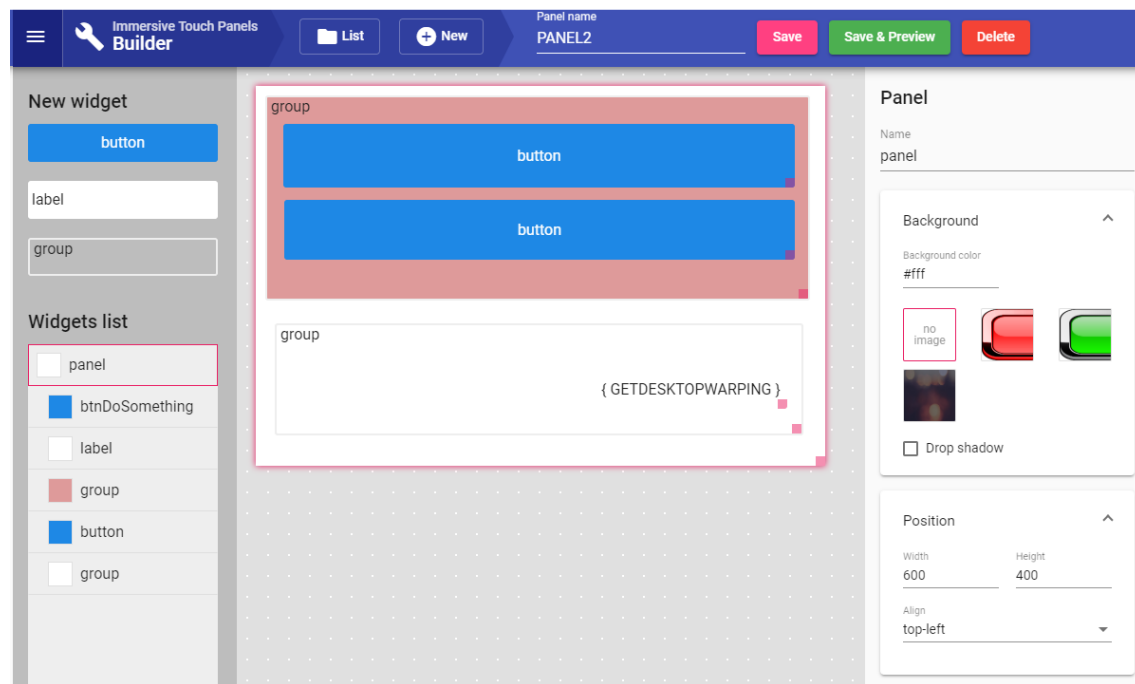 Immersive Touch Panels
Builder
List
New
Panel name
PANEL2
Save
Save & Preview
Delete
New widget
button
label
group
Widgets list
panel
btnDoSomething
label
group
button
group
group
button
button
group
{ GETDESKTOPWARPING }
Panel
Name
panel
Background
Background color
#fff
no
image
Drop shadow
Position
Width
Height
600
400
Align
top-left